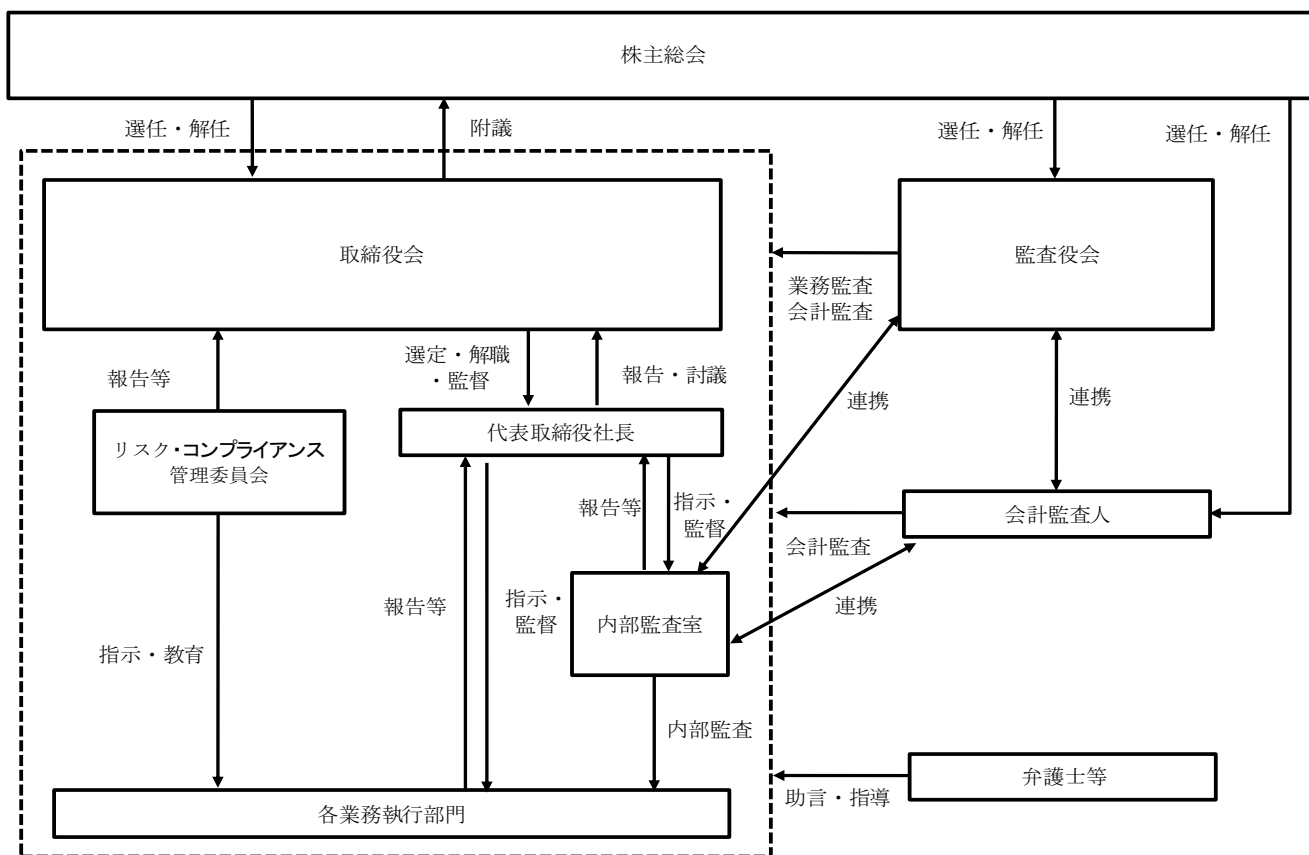 株主総会
選任・解任
附議
選任・解任
選任・解任
取締役会
監査役会
業務監査
会計監査
選定・解職
・監督
報告・討議
報告等
連携
連携
代表取締役社長
リスク・コンプライアンス
管理委員会
報告等
指示・
監督
会計監査人
会計監査
報告等
指示・
監督
内部監査室
連携
指示・教育
内部監査
弁護士等
助言・指導
各業務執行部門